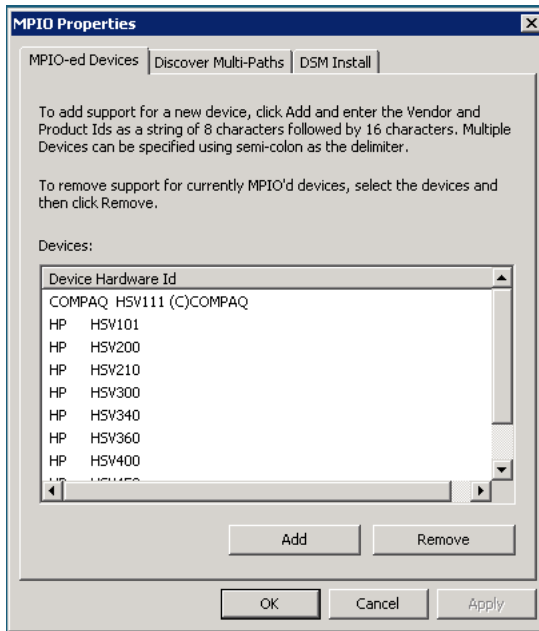 MPIO Properties
MPIO-ed Devices Discover Multi-Paths DSM Install
To add support for a new device, click Add and enter the Vendor and
Product Ids as a string of 8 characters followed by 16 characters. Multiple
Devices can be specified using semi-colon as the delimiter.
To remove support for currently MPIO'd devices, select the devices and
then click Remove.
Devices:
Device Hardware Id
COMPAQ HSV111 (C)COMPAQ
HP HSV101
HP HSV200
HP HSV210
HP HSV300
HP HSV340
HP HSV360
HP HSV400
Add Remove
OK Cancel Apply